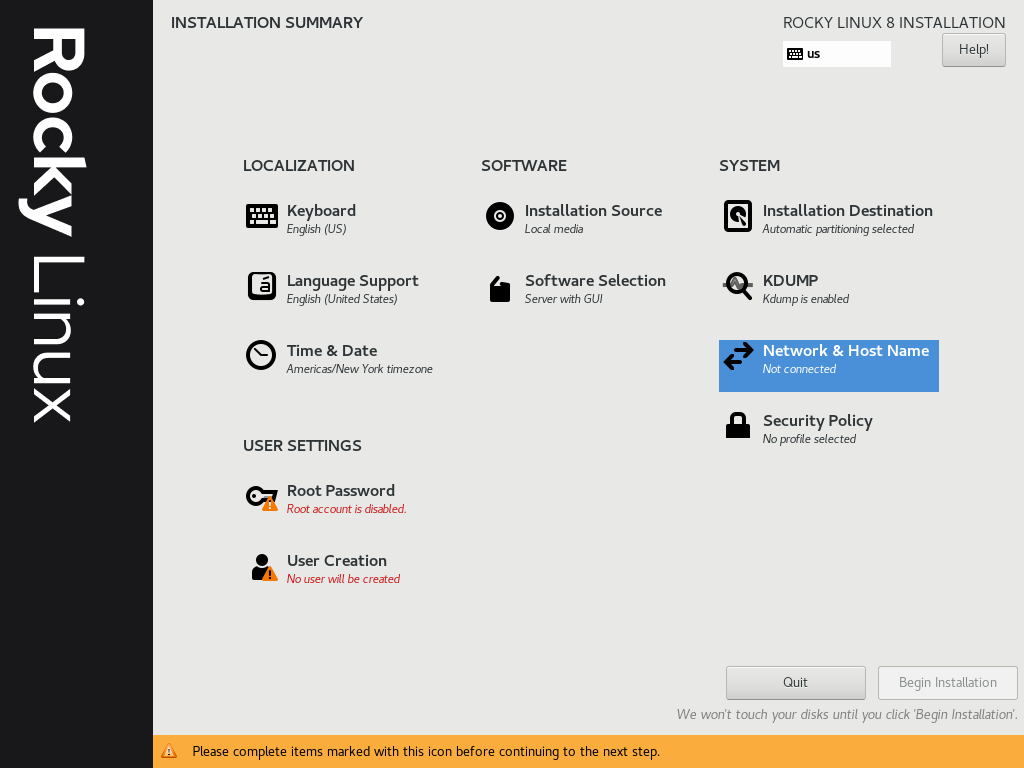 Rocky Linux
INSTALLATION SUMMARY
ROCKY LINUX 8 INSTALLATION
us
Help!
LOCALIZATION
Keyboard
English (US)
Language Support
English (United States)
Time & Date
Americas/New York timezone
SOFTWARE
Installation Source
Local media
Software Selection
Server with GUI
SYSTEM
Installation Destination
Automatic partitioning selected
KDUMP
Kdump is enabled
Network & Host Name
Not connected
Security Policy
No profile selected
USER SETTINGS
Root Password
Root account is disabled.
User Creation
No user will be created
Quit
Begin Installation
We won't touch your disks until you click 'Begin Installation'.
Please complete items marked with this icon before continuing to the next step.